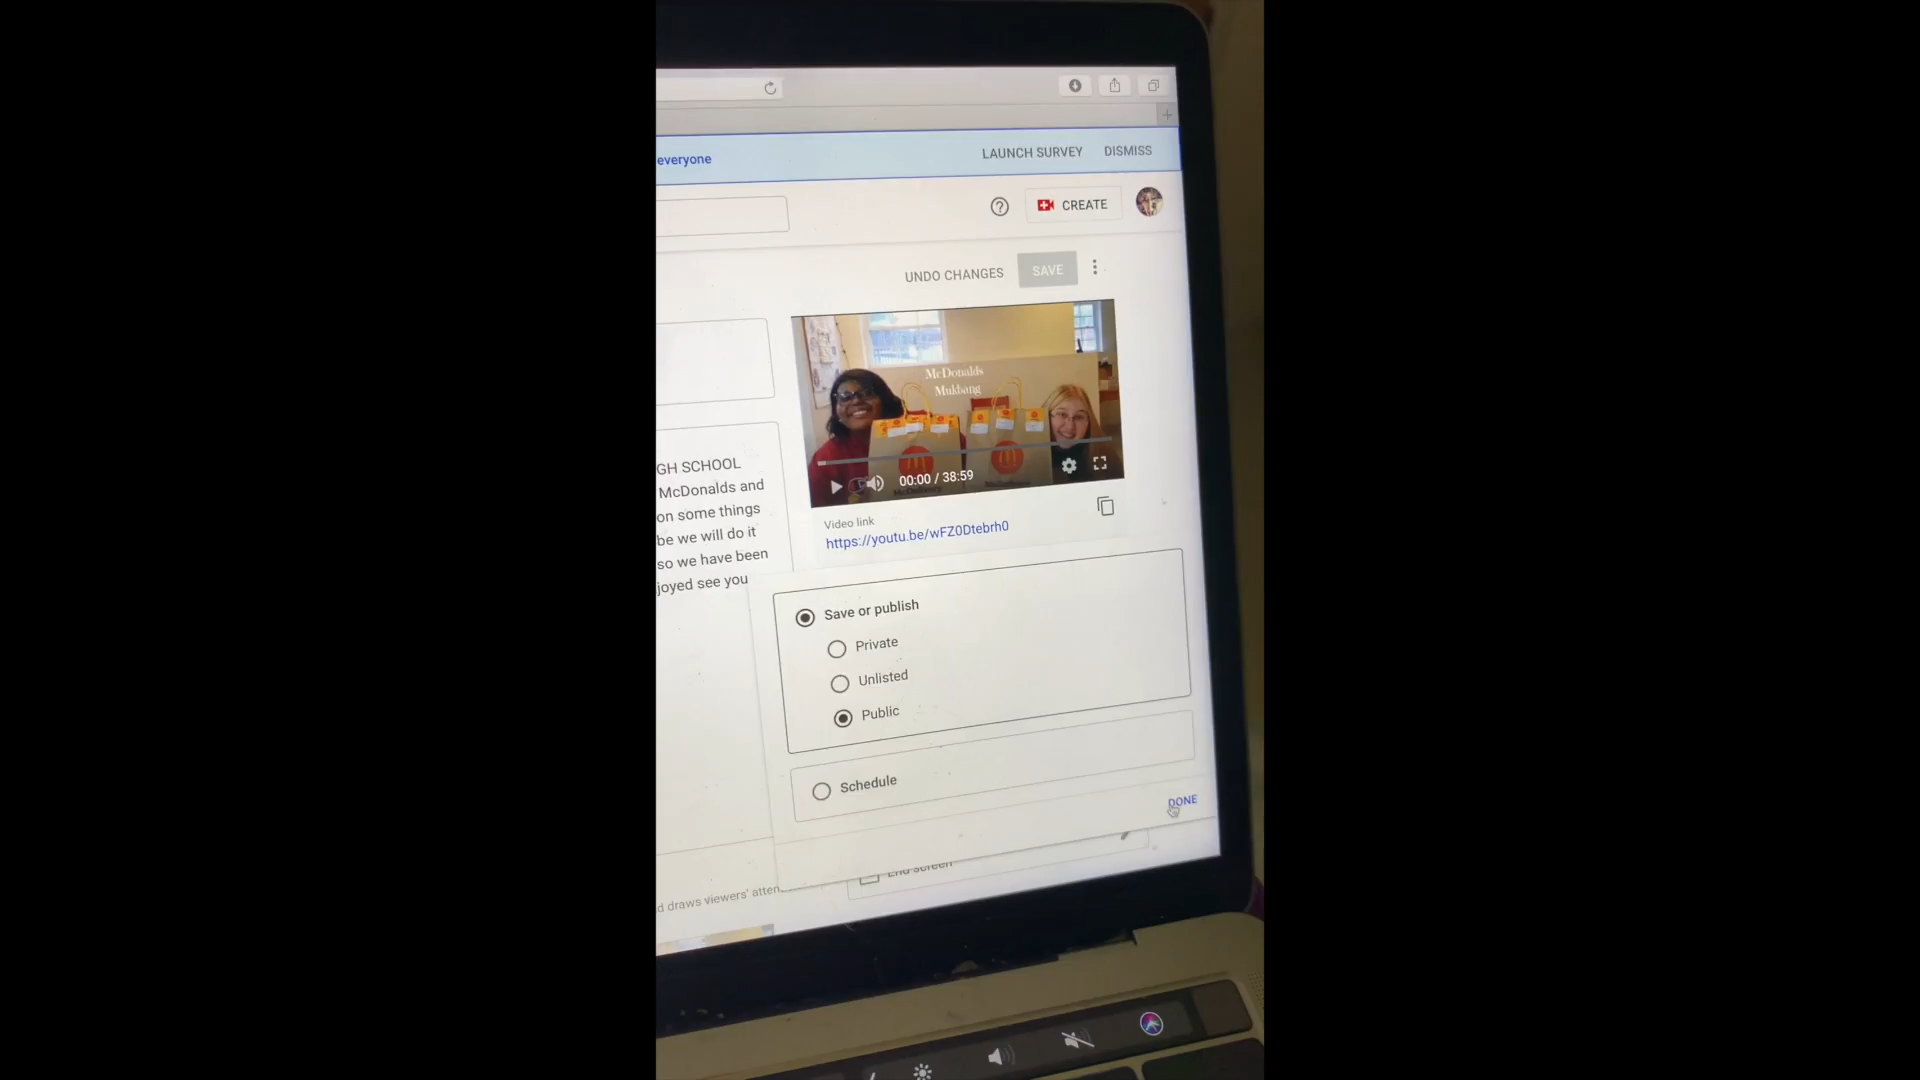 everyone
LAUNCH SURVEY
DISMISS
CREATE
UNDO CHANGES
SAVE
McDonalds
Mukbang
00:00 / 38:59
Video link
https://youtu.be/wFZ0Dtebrh0
GH SCHOOL
McDonalds and
on some things
be we will do it
so we have been
joyed see you
Save or publish
Private
Unlisted
Public
Schedule
DONE
End screen
d draws viewers' atten